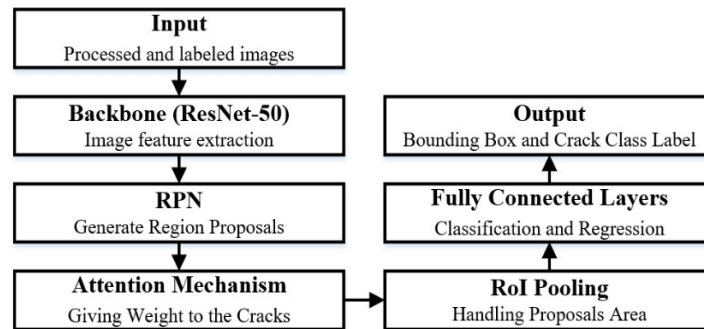 Input
Processed and labeled images
Backbone (ResNet-50)
Image feature extraction
RPN
Generate Region Proposals
Attention Mechanism
Giving Weight to the Cracks
RoI Pooling
Handling Proposals Area
Fully Connected Layers
Classification and Regression
Output
Bounding Box and Crack Class Label